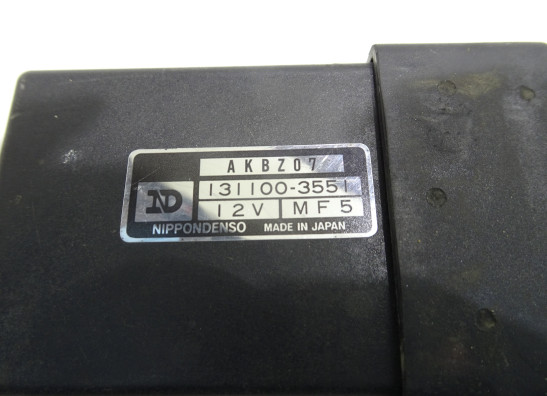 AKBZ07
131100-3551
ND 12V MF5
NIPPONDENSO MADE IN JAPAN